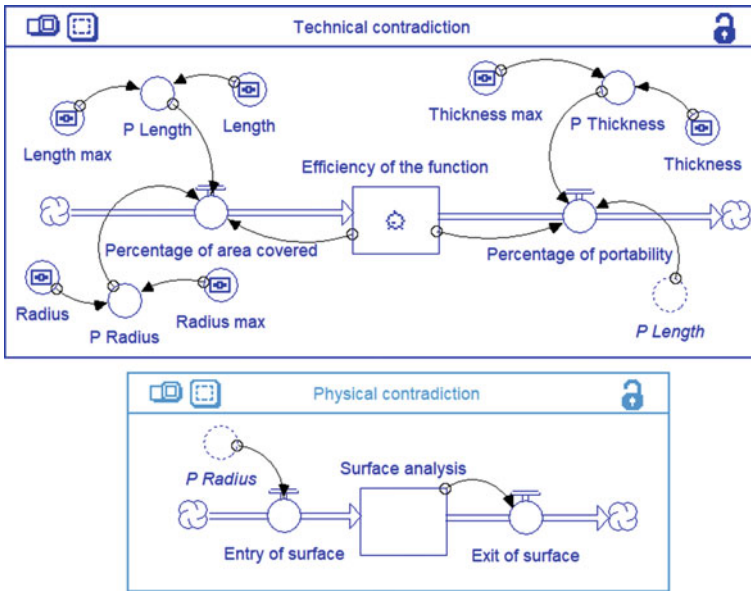 Technical contradiction
P Length
Length
Length max
Thickness max
P Thickness
Thickness
Efficiency of the function
Percentage of area covered
Percentage of portability
Radius
P Radius
Radius max
P Length
Physical contradiction
P Radius
Surface analysis
Entry of surface
Exit of surface